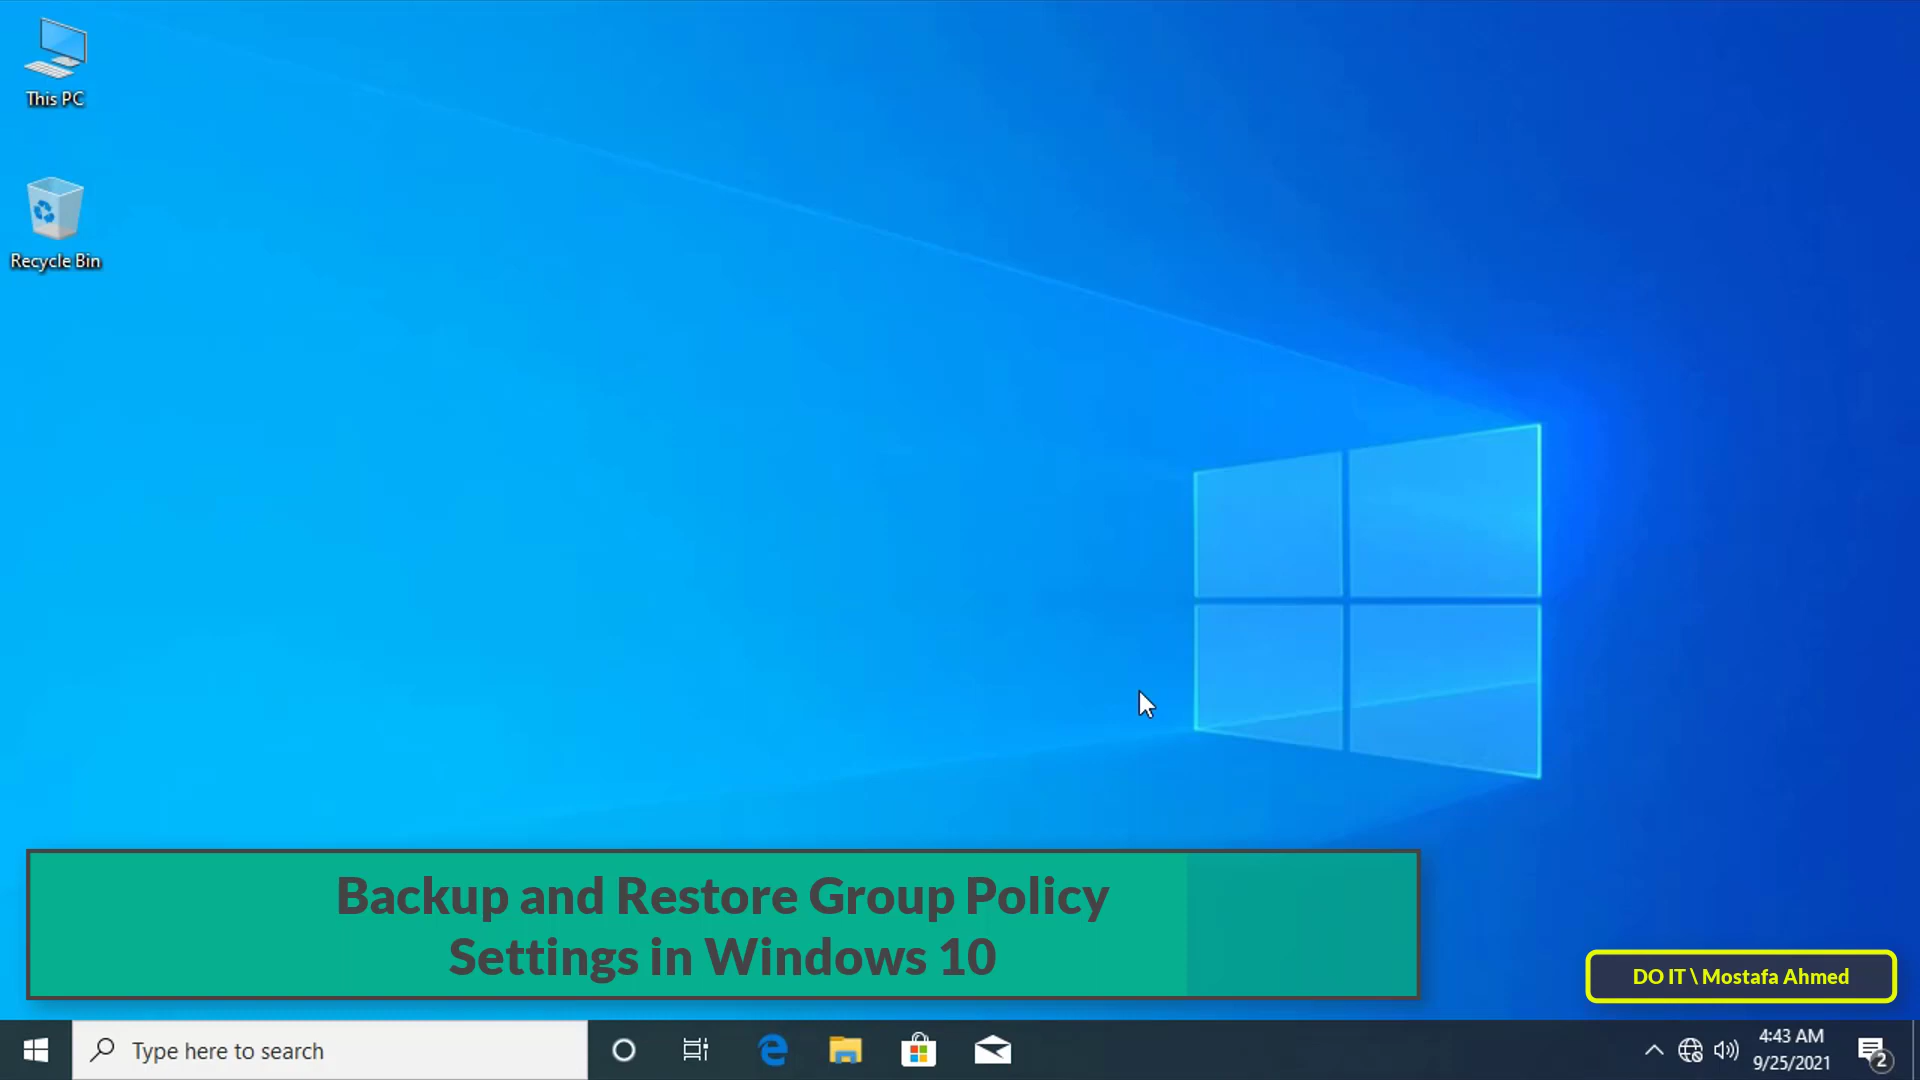 This PC
Recycle Bin
Backup and Restore Group Policy
Settings in Windows 10
DO IT \ Mostafa Ahmed
Type here to search
4:43 AM
9/25/2021
2